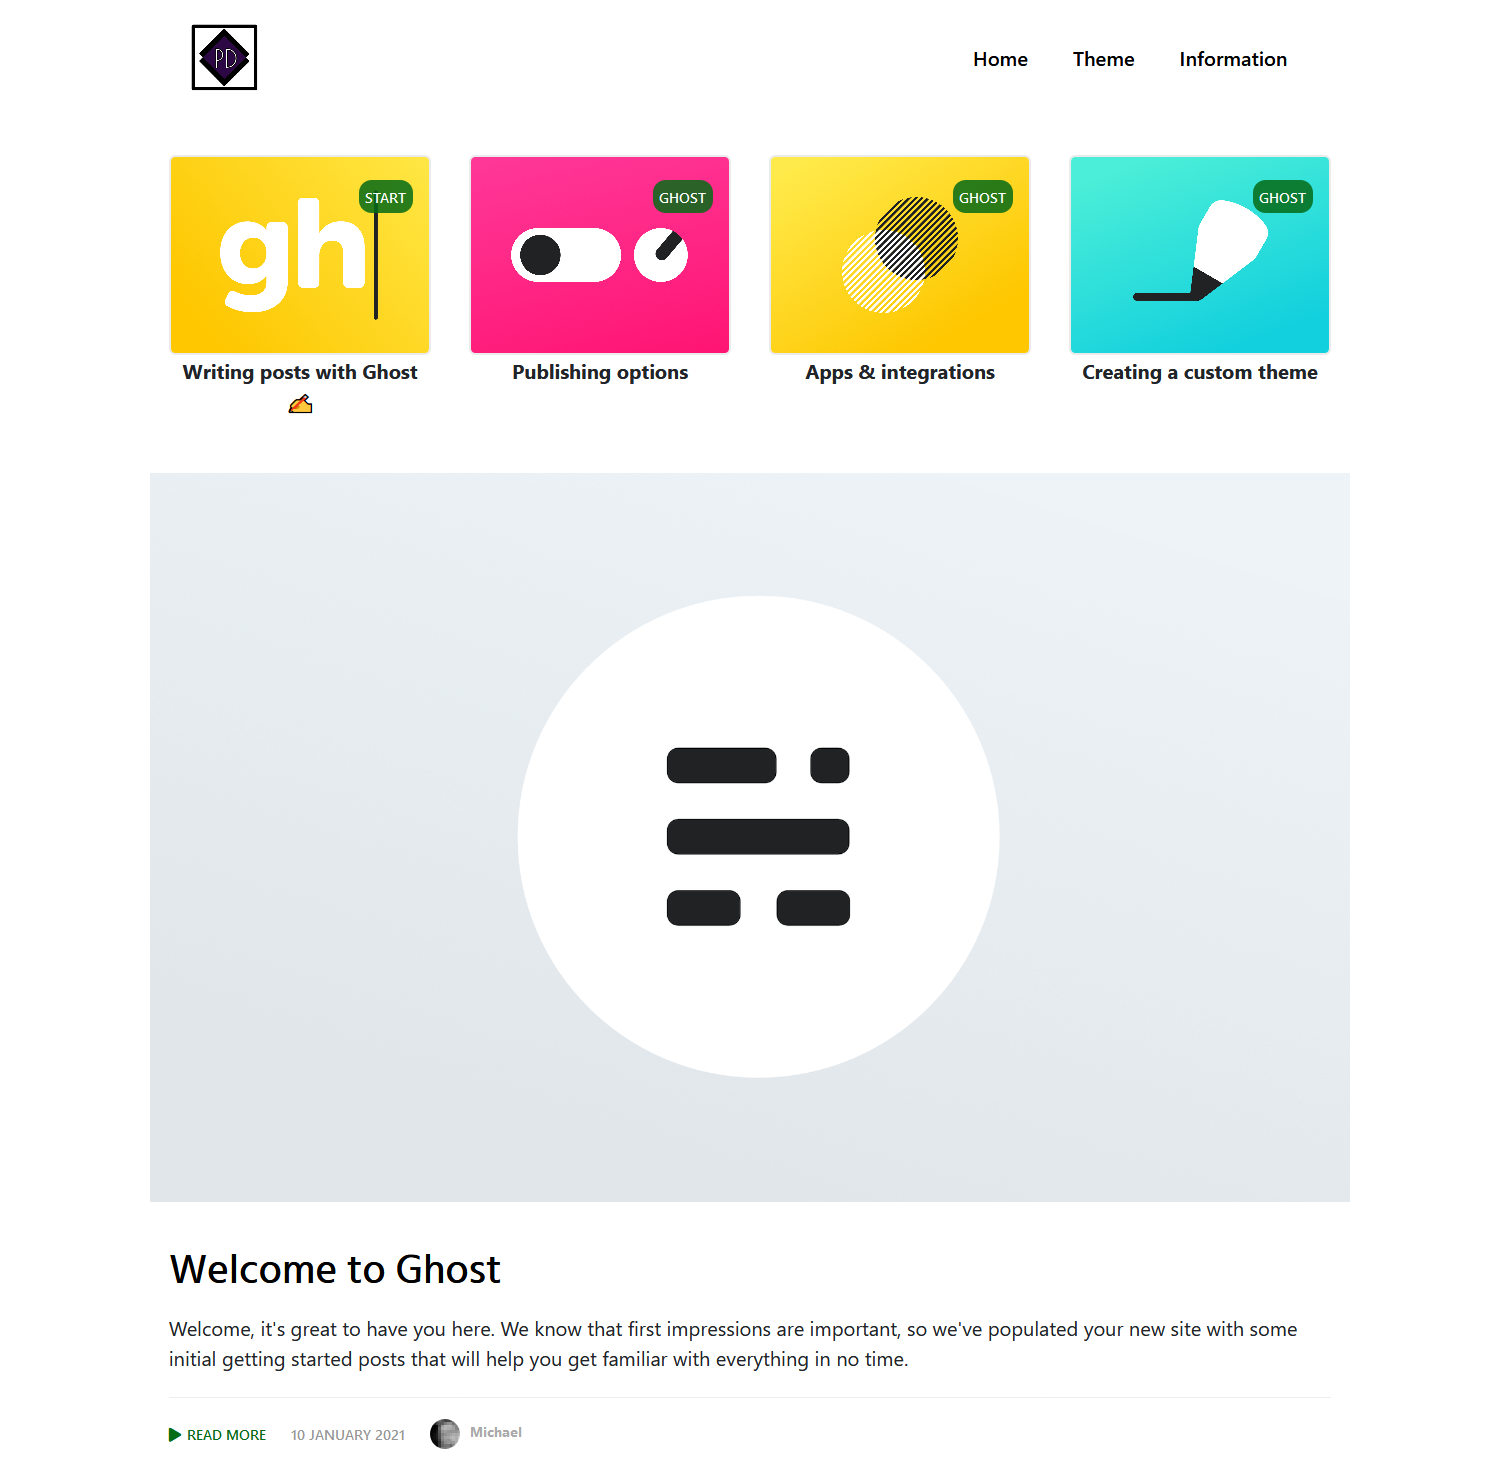 PD
Home Theme Information
gh
START
GHOST
GHOST
GHOST
Writing posts with Ghost
✍️
Publishing options
Apps & integrations
Creating a custom theme
Welcome to Ghost
Welcome, it's great to have you here. We know that first impressions are important, so we've populated your new site with some
initial getting started posts that will help you get familiar with everything in no time.
READ MORE 10 JANUARY 2021 Michael